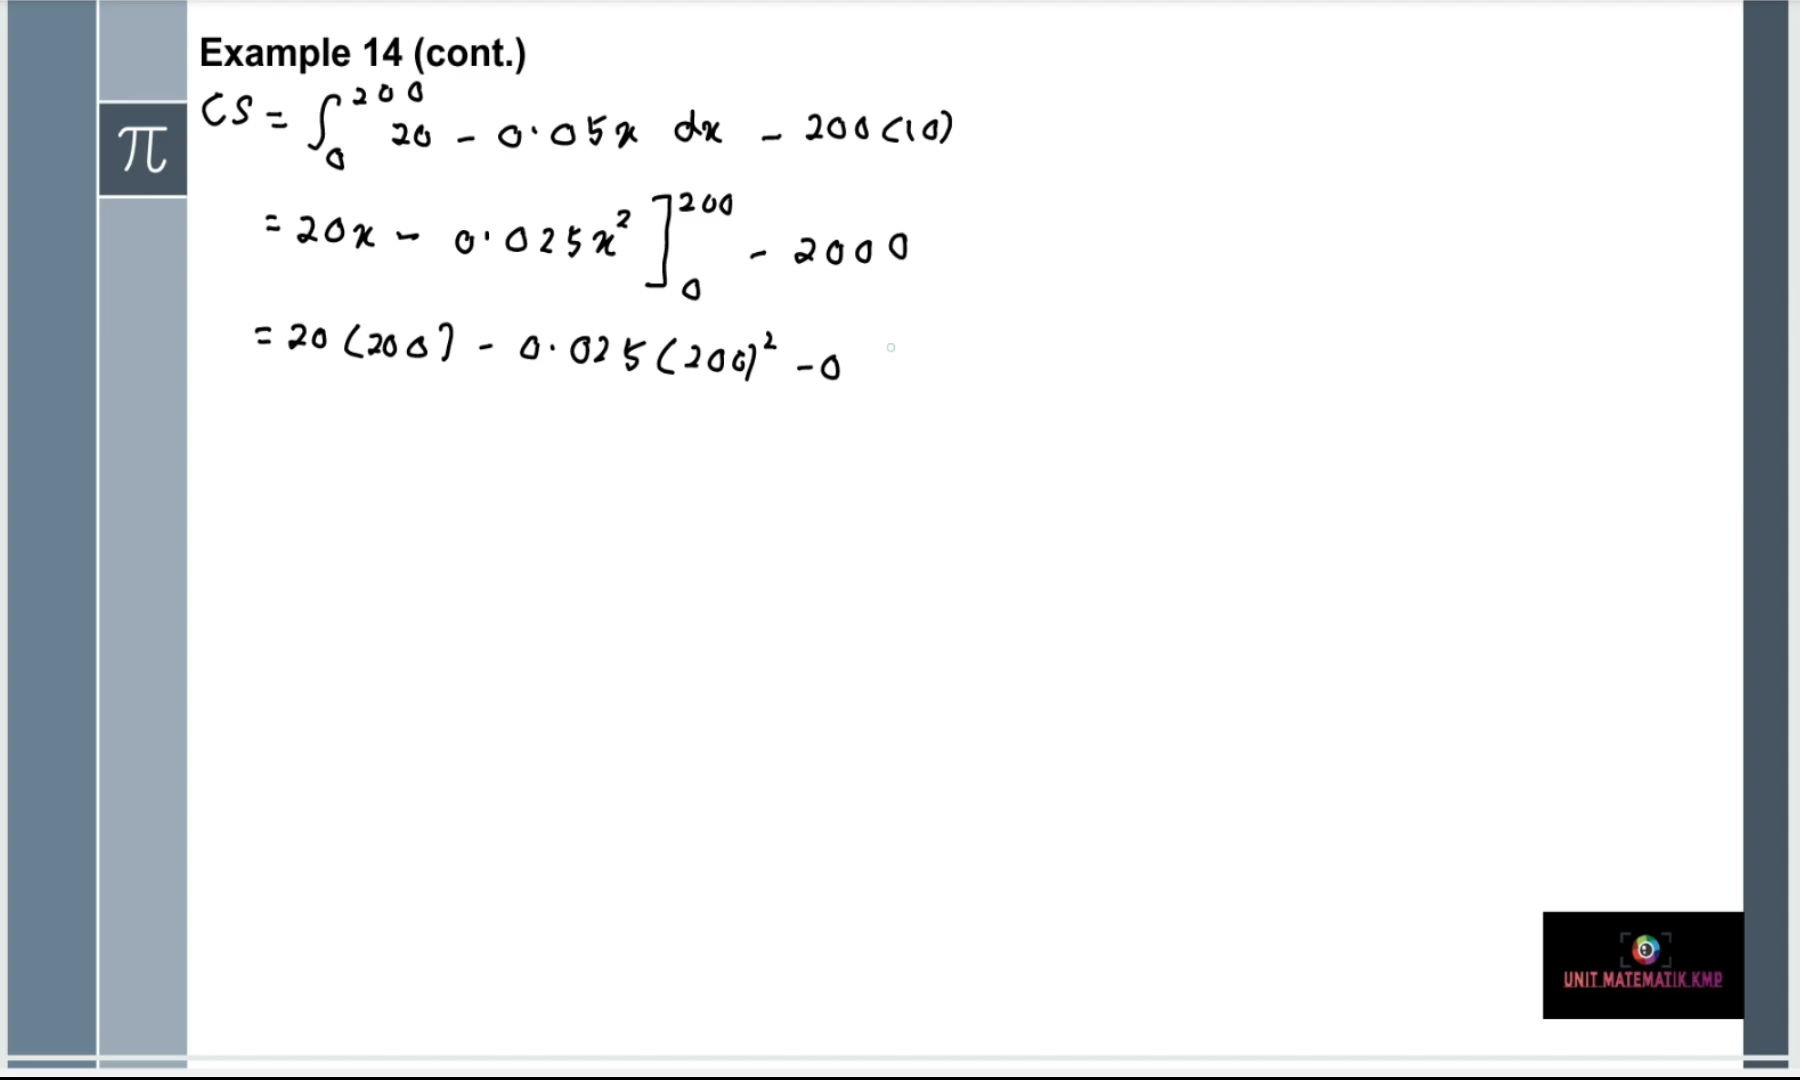 Example 14 (cont.)
CS = ∫₀²⁰⁰ 20 - 0.05x dx - 200(10)
π
= 20x - 0.025x² ]₀²⁰⁰ - 2000
= 20(200) - 0.025(200)² - 0
UNIT MATEMATIK KMP